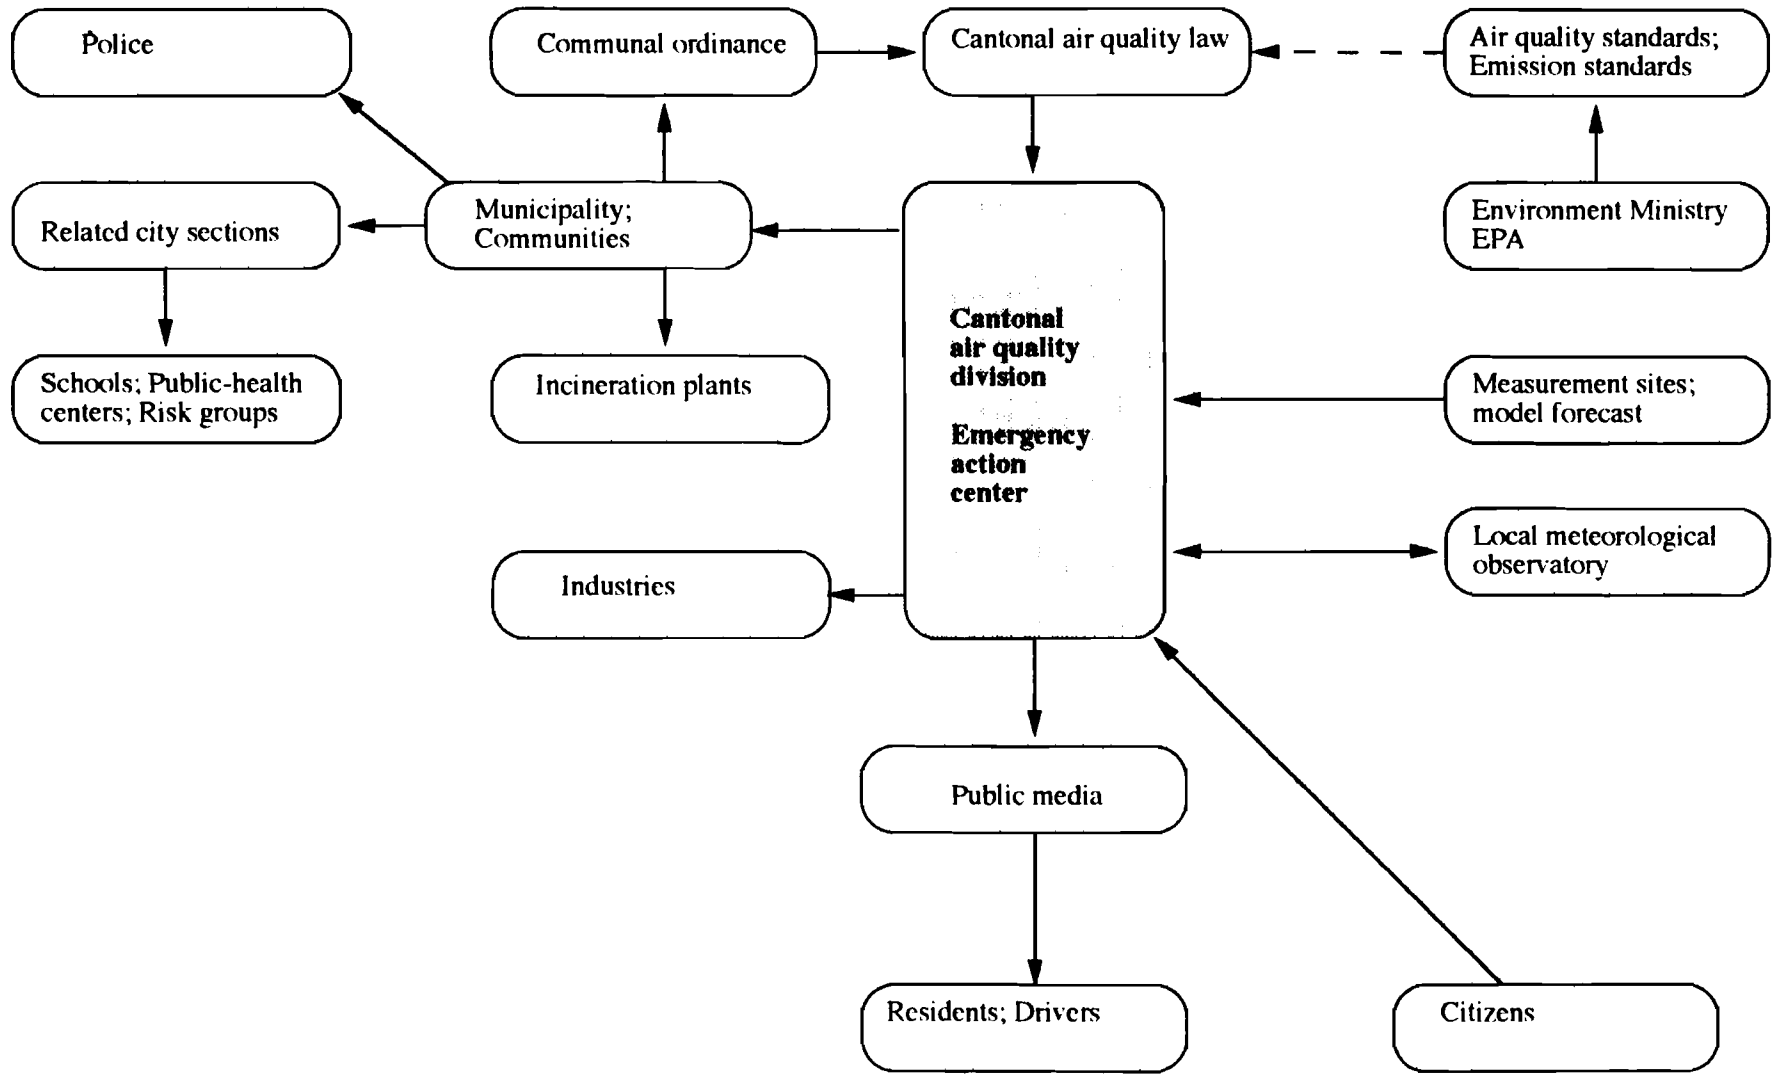 Police
Communal ordinance
Cantonal air quality law
Air quality standards;
Emission standards
Related city sections
Municipality;
Communities
Environment Ministry
EPA
Cantonal
air quality
division
Emergency
action
center
Schools; Public-health
centers; Risk groups
Incineration plants
Measurement sites;
model forecast
Local meteorological
observatory
Industries
Public media
Residents; Drivers
Citizens